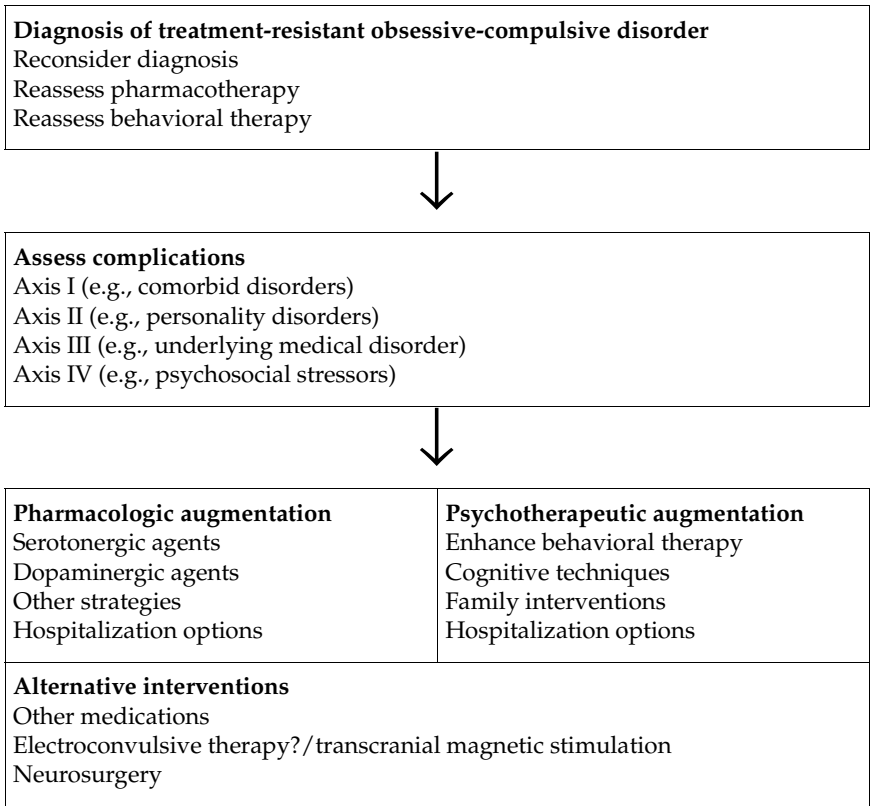 Diagnosis of treatment-resistant obsessive-compulsive disorder
Reconsider diagnosis
Reassess pharmacotherapy
Reassess behavioral therapy
Assess complications
Axis I (e.g., comorbid disorders)
Axis II (e.g., personality disorders)
Axis III (e.g., underlying medical disorder)
Axis IV (e.g., psychosocial stressors)
Pharmacologic augmentation
Serotonergic agents
Dopaminergic agents
Other strategies
Hospitalization options
Psychotherapeutic augmentation
Enhance behavioral therapy
Cognitive techniques
Family interventions
Hospitalization options
Alternative interventions
Other medications
Electroconvulsive therapy?/transcranial magnetic stimulation
Neurosurgery